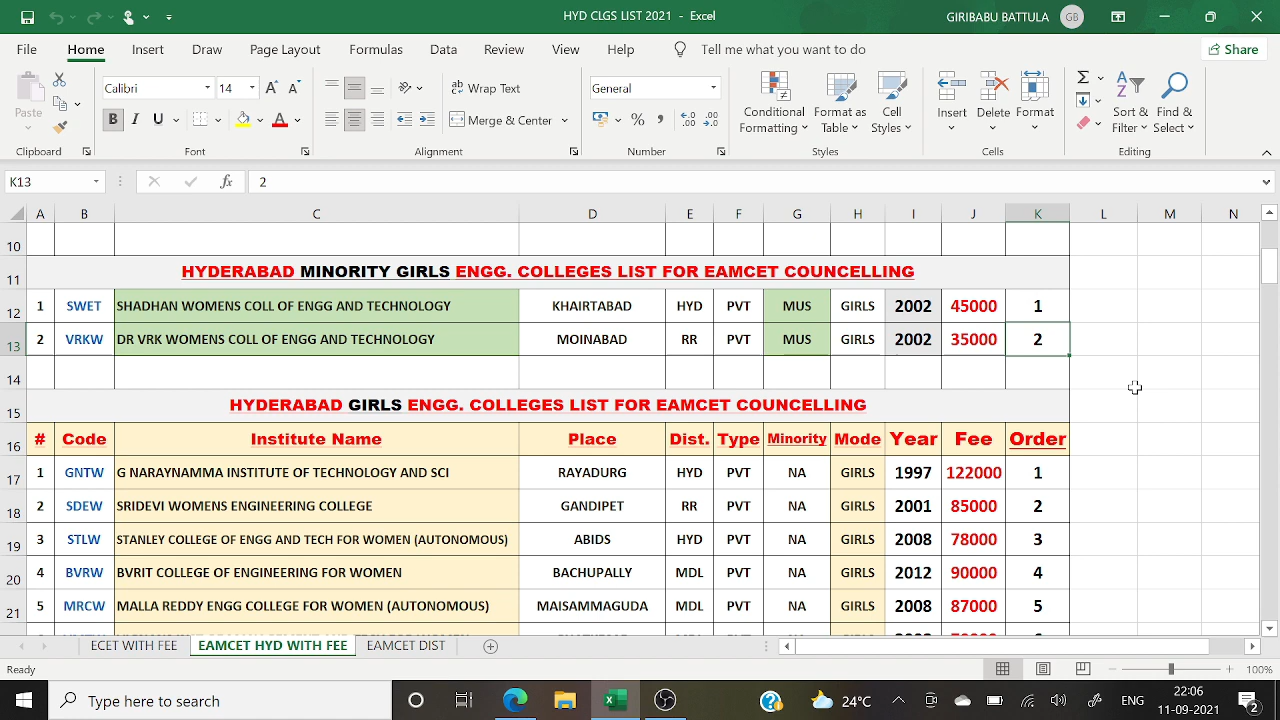 HYD CLGS LIST 2021 - Excel
GIRIBABU BATTULA GB
File Home Insert Draw Page Layout Formulas Data Review View Help Tell me what you want to do Share
Paste
Clipboard
Calibri 14
B I U
Font
Wrap Text
Merge & Center
Alignment
General
Number
Conditional Formatting
Format as Table
Cell Styles
Styles
Insert Delete Format
Cells
Sort & Filter
Find & Select
Editing
K13 fx 2
A B C D E F G H I J K L M N
10
11 HYDERABAD MINORITY GIRLS ENGG. COLLEGES LIST FOR EAMCET COUNCELLING
12 1 SWET SHADHAN WOMENS COLL OF ENGG AND TECHNOLOGY KHAIRTABAD HYD PVT MUS GIRLS 2002 45000 1
13 2 VRKW DR VRK WOMENS COLL OF ENGG AND TECHNOLOGY MOINABAD RR PVT MUS GIRLS 2002 35000 2
14
15 HYDERABAD GIRLS ENGG. COLLEGES LIST FOR EAMCET COUNCELLING
16 # Code Institute Name Place Dist. Type Minority Mode Year Fee Order
17 1 GNTW G NARAYNAMMA INSTITUTE OF TECHNOLOGY AND SCI RAYADURG HYD PVT NA GIRLS 1997 122000 1
18 2 SDEW SRIDEVI WOMENS ENGINEERING COLLEGE GANDIPET RR PVT NA GIRLS 2001 85000 2
19 3 STLW STANLEY COLLEGE OF ENGG AND TECH FOR WOMEN (AUTONOMOUS) ABIDS HYD PVT NA GIRLS 2008 78000 3
20 4 BVRW BVRIT COLLEGE OF ENGINEERING FOR WOMEN BACHUPALLY MDL PVT NA GIRLS 2012 90000 4
21 5 MRCW MALLA REDDY ENGG COLLEGE FOR WOMEN (AUTONOMOUS) MAISAMMAGUDA MDL PVT NA GIRLS 2008 87000 5
ECET WITH FEE EAMCET HYD WITH FEE EAMCET DIST
Ready 100%
Type here to search 24°C ENG 22:06
11-09-2021 2